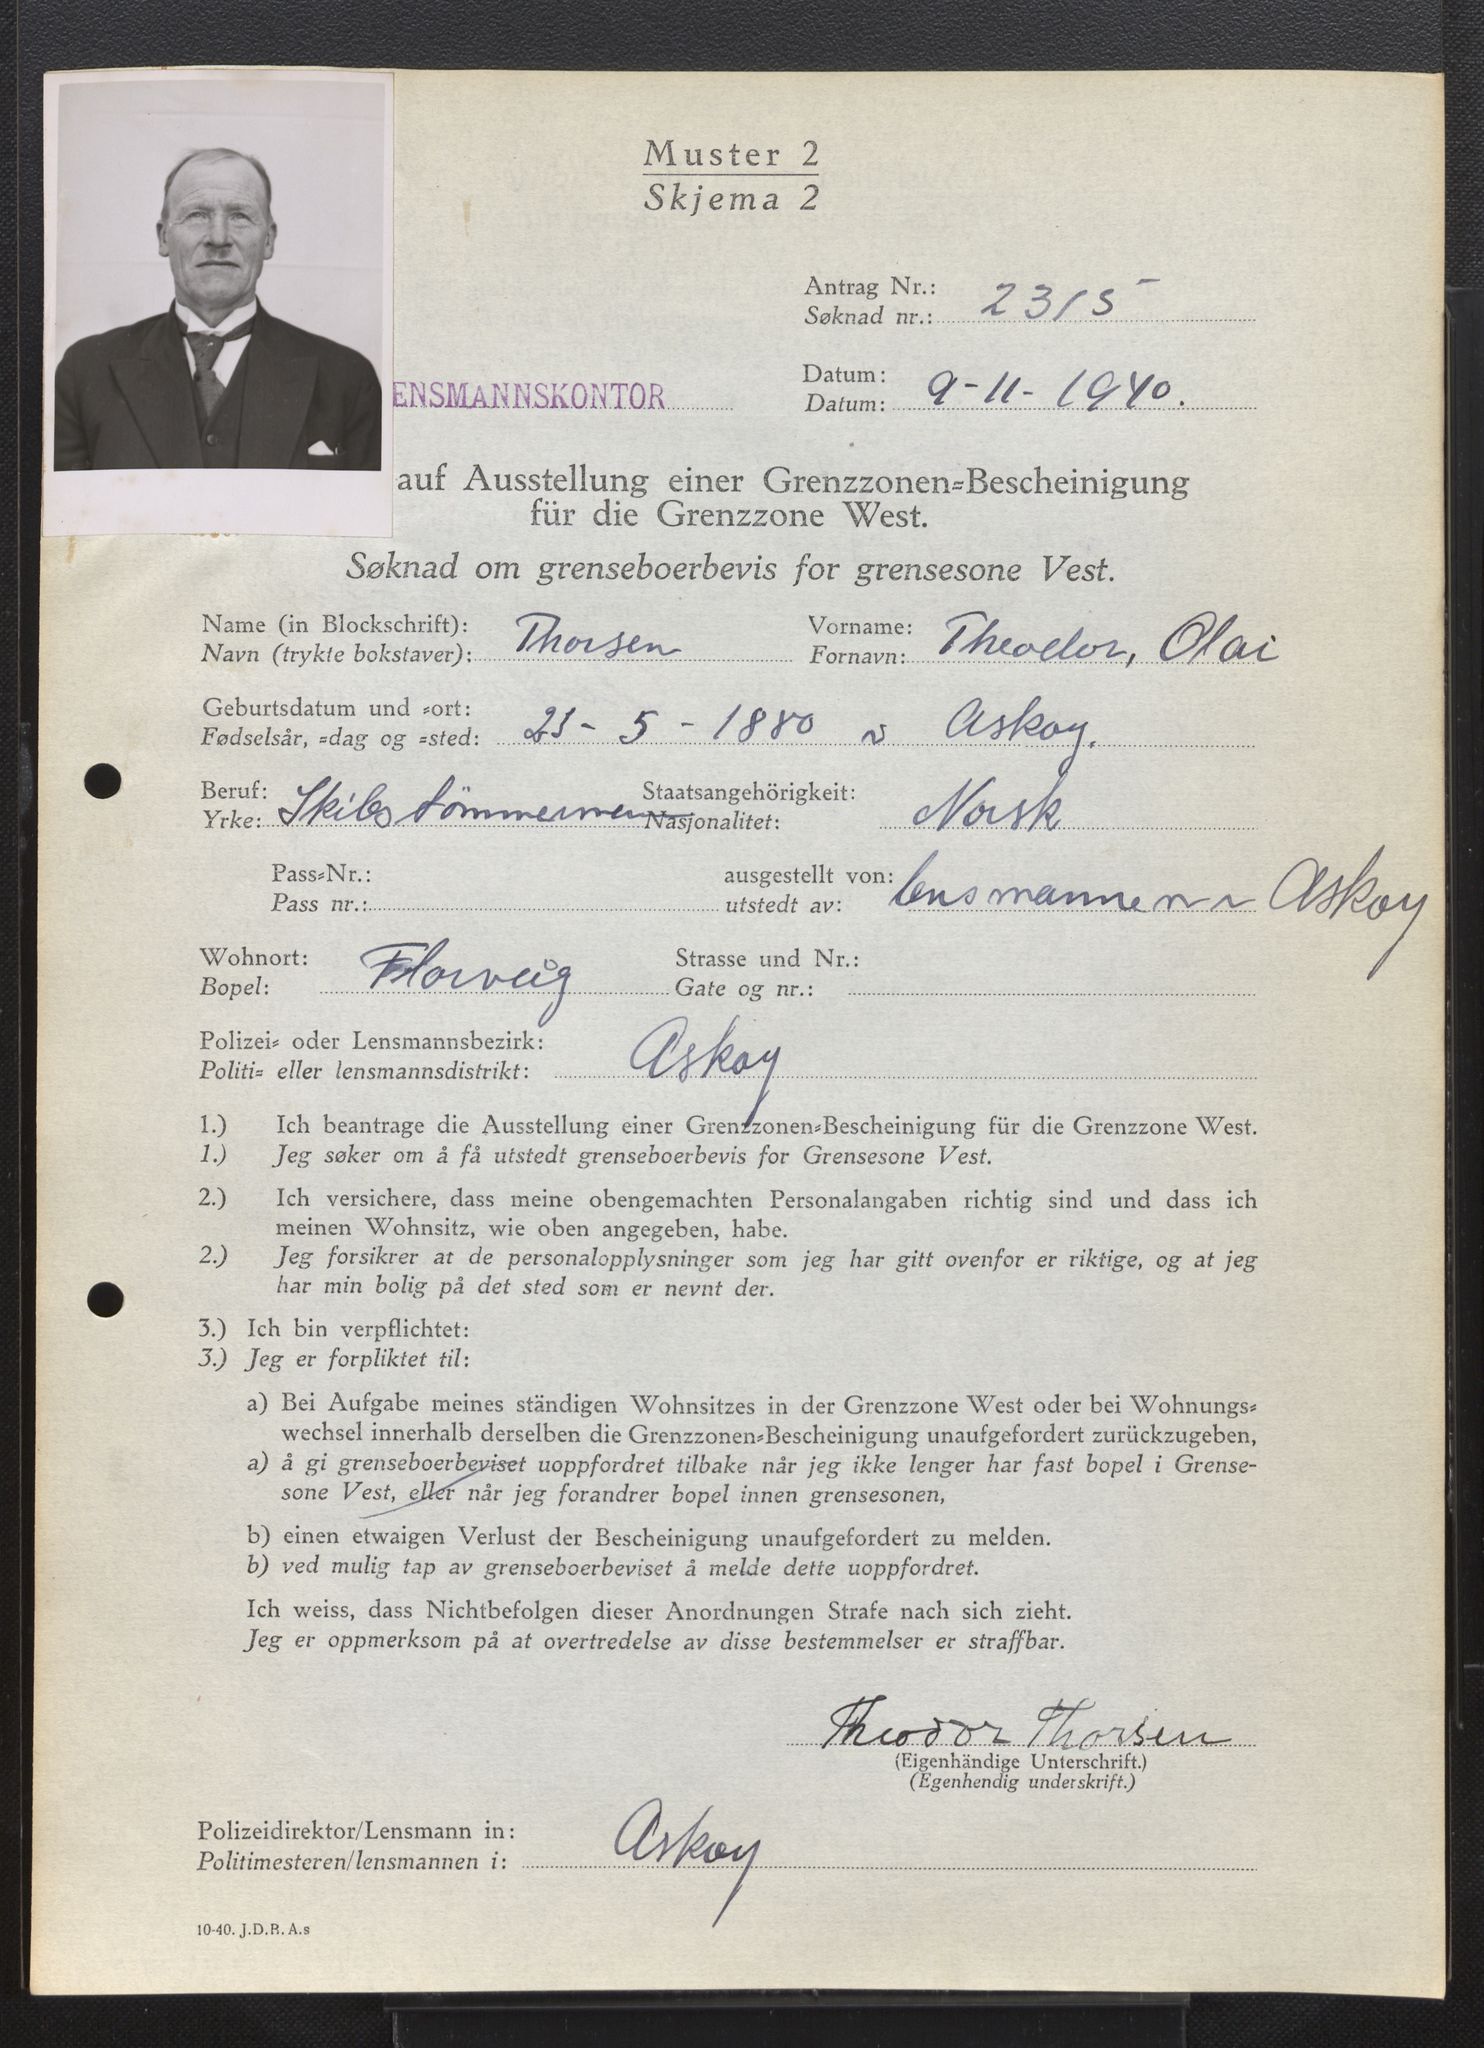 Muster 2
Skjema 2
Antrag Nr.:
Søknad nr.: 2315
ENSMANNSKONTOR
Datum:
Datum: 9-11-1940.
auf Ausstellung einer Grenzzonen=Bescheinigung
für die Grenzzone West.
Søknad om grenseboerbevis for grensesone Vest.
Name (in Blockschrift): Vorname:
Navn (trykte bokstaver): Thorsen Fornavn: Theodor, Olai
Geburtsdatum und =ort:
Fødselsår, =dag og =sted: 21-5-1880 Askøy.
Beruf: Staatsangehörigkeit:
Yrke: Skibstømmermen Nasjonalitet: Norsk
Pass=Nr.: ausgestellt von:
Pass nr.: utstedt av: lensmannen Askøy
Wohnort: Strasse und Nr.:
Bopel: Florvåg Gate og nr.:
Polizei= oder Lensmannsbezirk:
Politi= eller lensmannsdistrikt: Askøy
1.) Ich beantrage die Ausstellung einer Grenzzonen=Bescheinigung für die Grenzzone West.
1.) Jeg søker om å få utstedt grenseboerbevis for Grensesone Vest.
2.) Ich versichere, dass meine obengemachten Personalangaben richtig sind und dass ich
meinen Wohnsitz, wie oben angegeben, habe.
2.) Jeg forsikrer at de personalopplysninger som jeg har gitt ovenfor er riktige, og at jeg
har min bolig på det sted som er nevnt der.
3.) Ich bin verpflichtet:
3.) Jeg er forpliktet til:
a) Bei Aufgabe meines ständigen Wohnsitzes in der Grenzzone West oder bei Wohnungs=
wechsel innerhalb derselben die Grenzzonen=Bescheinigung unaufgefordert zurückzugeben,
a) å gi grenseboerbeviset uoppfordret tilbake når jeg ikke lenger har fast bopel i Grense-
sone Vest, eller når jeg forandrer bopel innen grensesonen,
b) einen etwaigen Verlust der Bescheinigung unaufgefordert zu melden.
b) ved mulig tap av grenseboerbeviset å melde dette uoppfordret.
Ich weiss, dass Nichtbefolgen dieser Anordnungen Strafe nach sich zieht.
Jeg er oppmerksom på at overtredelse av disse bestemmelser er straffbar.
Theodor Thorsen
(Eigenhändige Unterschrift.)
(Egenhendig underskrift.)
Polizeidirektor/Lensmann in:
Politimesteren/lensmannen i: Askøy
10-40. J.D.R. A.s